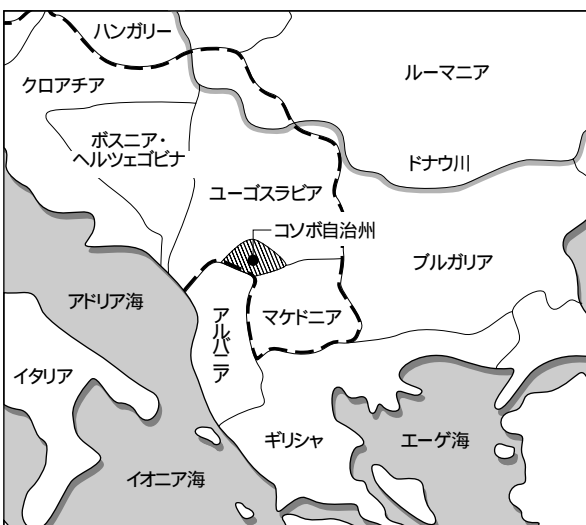 ハンガリー
ルーマニア
クロアチア
ボスニア・
ヘルツェゴビナ
ドナウ川
ユーゴスラビア
コソボ自治州
ブルガリア
アドリア海
アルバニア
マケドニア
イタリア
ギリシャ
エーゲ海
イオニア海